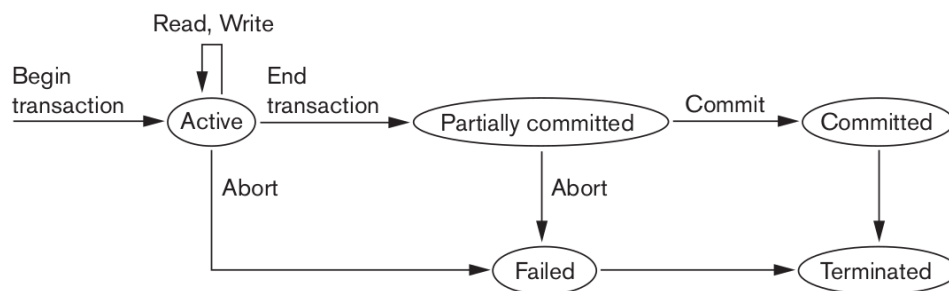 Read, Write
Begin
transaction
End
transaction
Active
Partially committed
Commit
Committed
Abort
Abort
Failed
Terminated